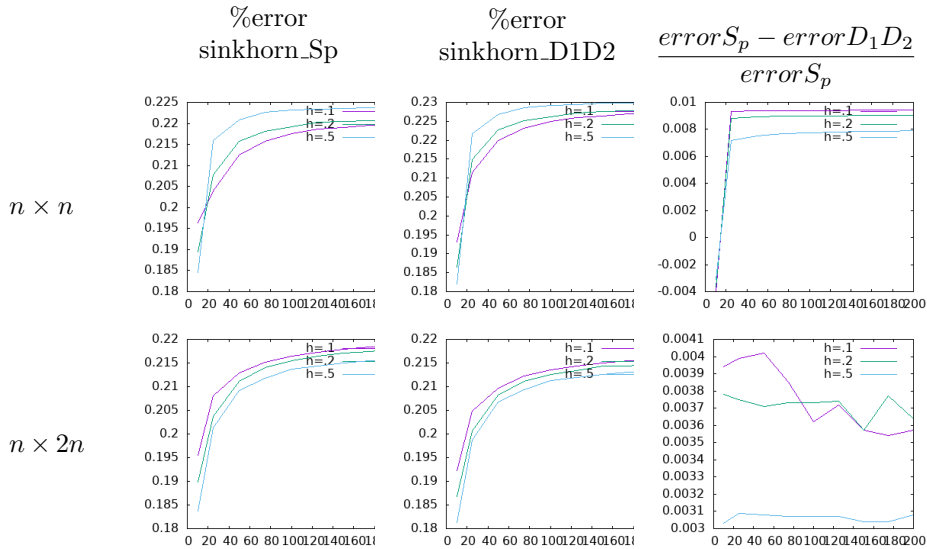 %error
sinkhorn_Sp
%error
sinkhorn_D1D2
errorS_p − errorD_1D_2
errorS_p
n × n
0.225
0.22
0.215
0.21
0.205
0.2
0.195
0.19
0.185
0.18
0 20 40 60 80 100 120 140 160 18
h=.1
h=.2
h=.5
0.23
0.225
0.22
0.215
0.21
0.205
0.2
0.195
0.19
0.185
0.18
0 20 40 60 80 100 120 140 160 18
h=.1
h=.2
h=.5
0.01
0.008
0.006
0.004
0.002
0
-0.002
-0.004
0 20 40 60 80 100 120 140 160 180 200
h=.1
h=.2
h=.5
n × 2n
0.22
0.215
0.21
0.205
0.2
0.195
0.19
0.185
0.18
0 20 40 60 80 100 120 140 160 18
h=.1
h=.2
h=.5
0.22
0.215
0.21
0.205
0.2
0.195
0.19
0.185
0.18
0 20 40 60 80 100 120 140 160 18
h=.1
h=.2
h=.5
0.0041
0.004
0.0039
0.0038
0.0037
0.0036
0.0035
0.0034
0.0033
0.0032
0.0031
0.003
0 20 40 60 80 100 120 140 160 180 200
h=.1
h=.2
h=.5